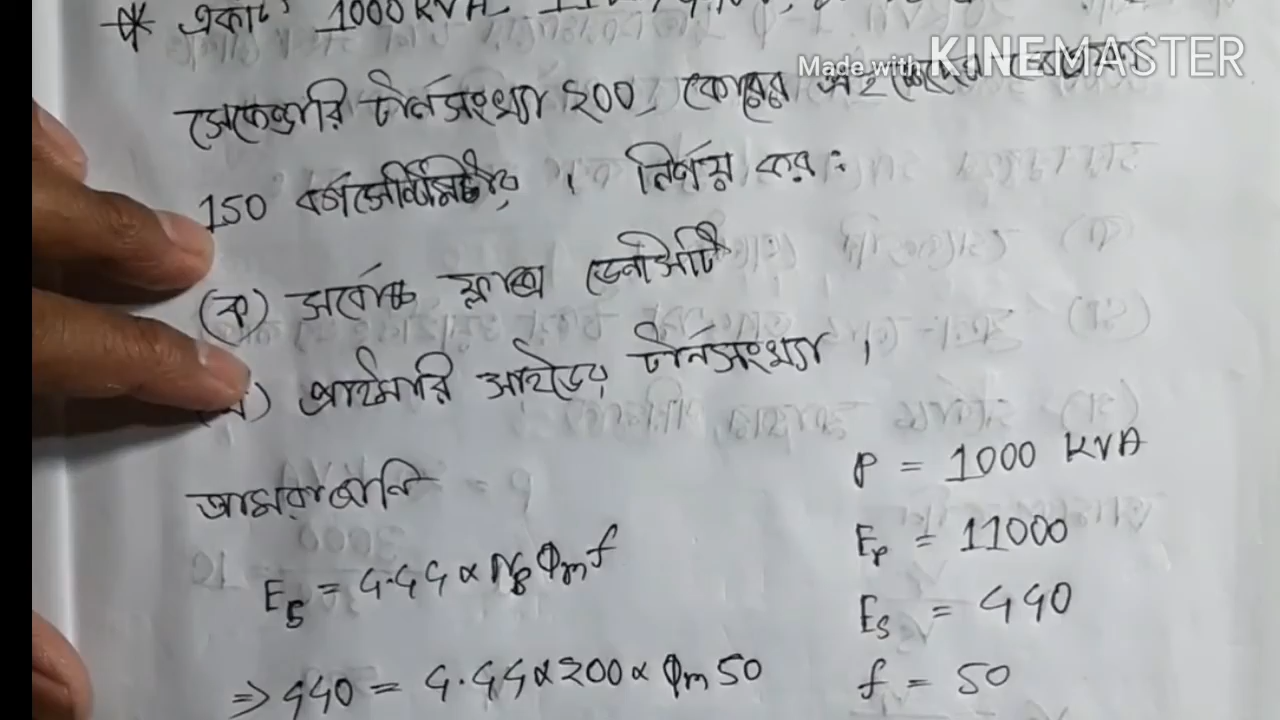 * একটি 1000 KVA
Made with KINEMASTER
সেকেন্ডারি টার্নসংখ্যা 200, কোরের
150 বর্গসেন্টিমিটার । নির্ণয় কর:
(ক) সর্বোচ্চ ফ্লাক্স ডেনসিটি
প্রাইমারি সাইডের টার্নসংখ্যা ।
P = 1000 KVA
আমরা জানি
Ep = 11000
Es = 4.44 × Ns Φm f
Es = 440
⇒ 440 = 4.44 × 200 × Φm 50
f = 50